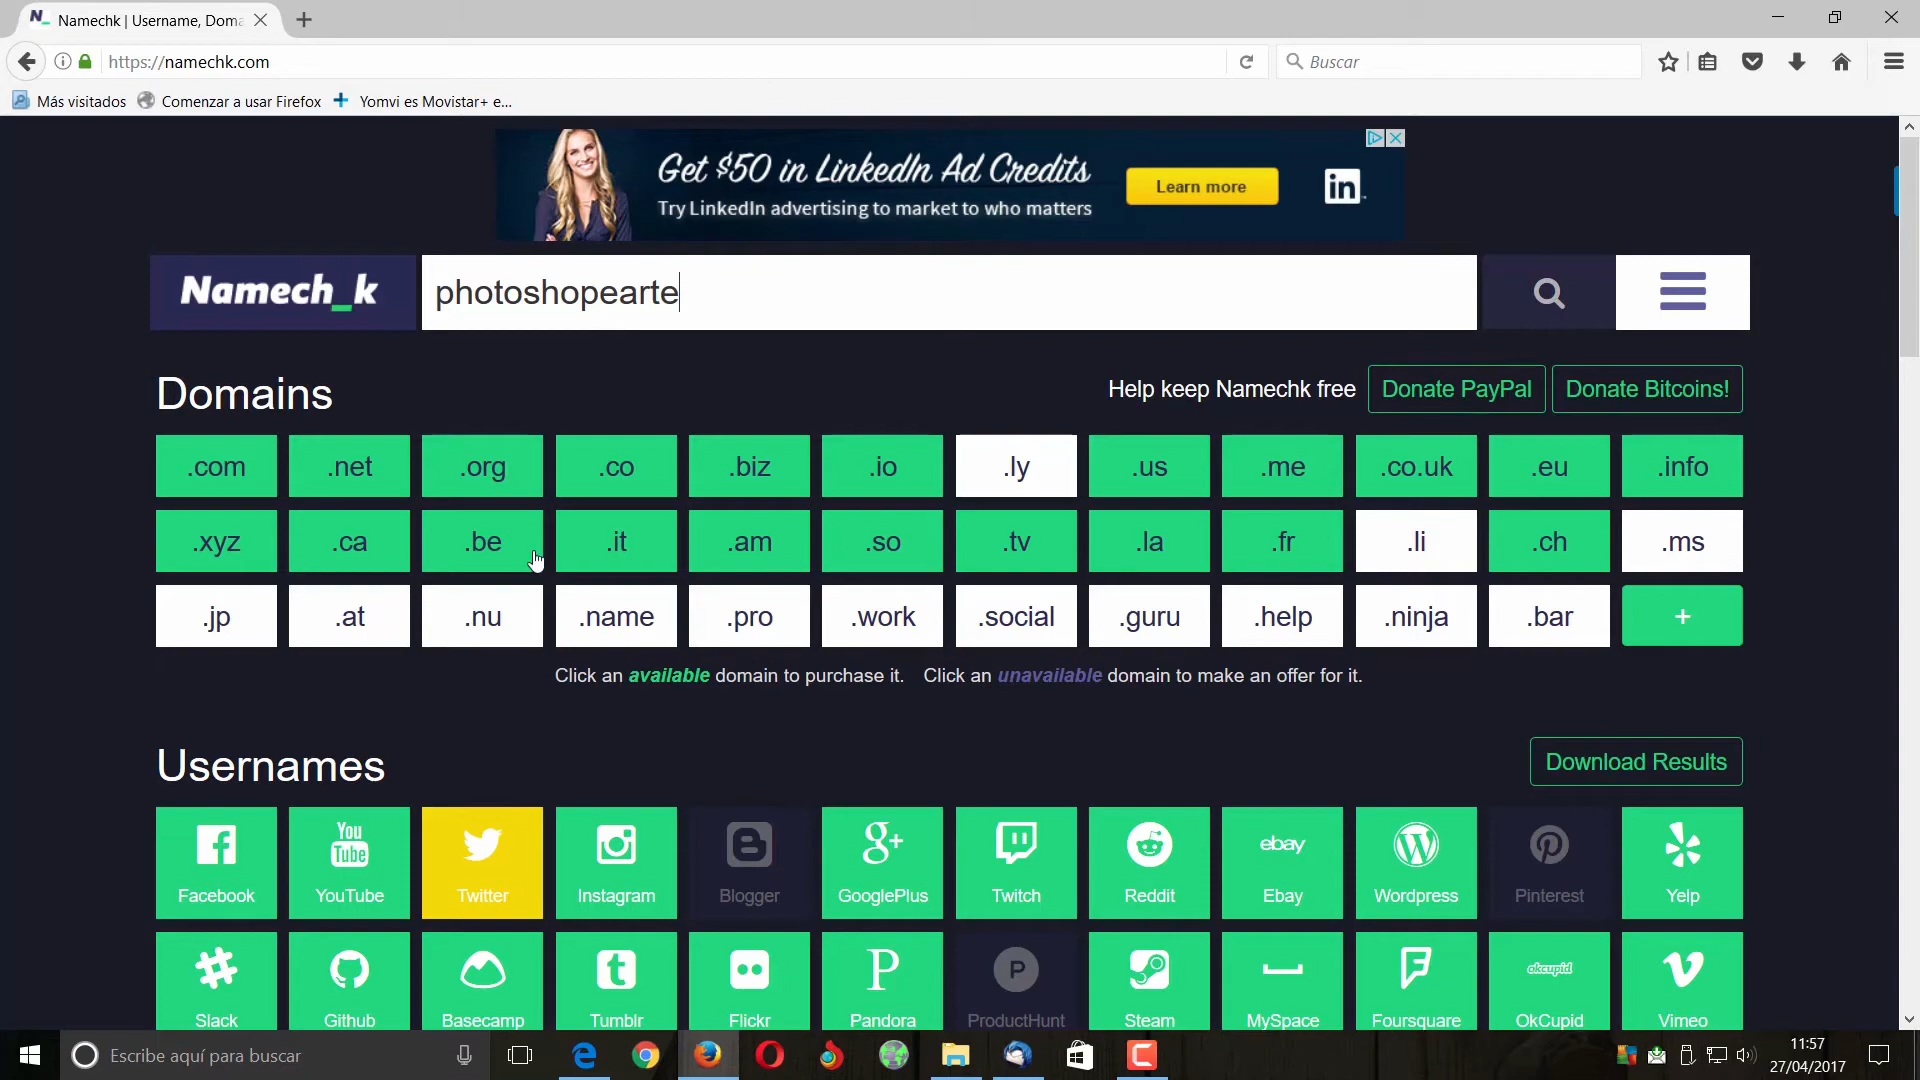 Namechk | Username, Doma
https://namechk.com
Buscar
Más visitados
Comenzar a usar Firefox
Yomvi es Movistar+ e...
Get $50 in LinkedIn Ad Credits
Try LinkedIn advertising to market to who matters
Learn more
in
Namech_k
photoshopearte
Domains
Help keep Namechk free
Donate PayPal
Donate Bitcoins!
.com .net .org .co .biz .io .ly .us .me .co.uk .eu .info
.xyz .ca .be .it .am .so .tv .la .fr .li .ch .ms
.jp .at .nu .name .pro .work .social .guru .help .ninja .bar +
Click an available domain to purchase it. Click an unavailable domain to make an offer for it.
Usernames
Download Results
You
Tube
g+
ebay
Facebook YouTube Twitter Instagram Blogger GooglePlus Twitch Reddit Ebay Wordpress Pinterest Yelp
P
P
okcupid
Slack Github Basecamp Tumblr Flickr Pandora ProductHunt Steam MySpace Foursquare OkCupid Vimeo
Escribe aquí para buscar
11:57
27/04/2017